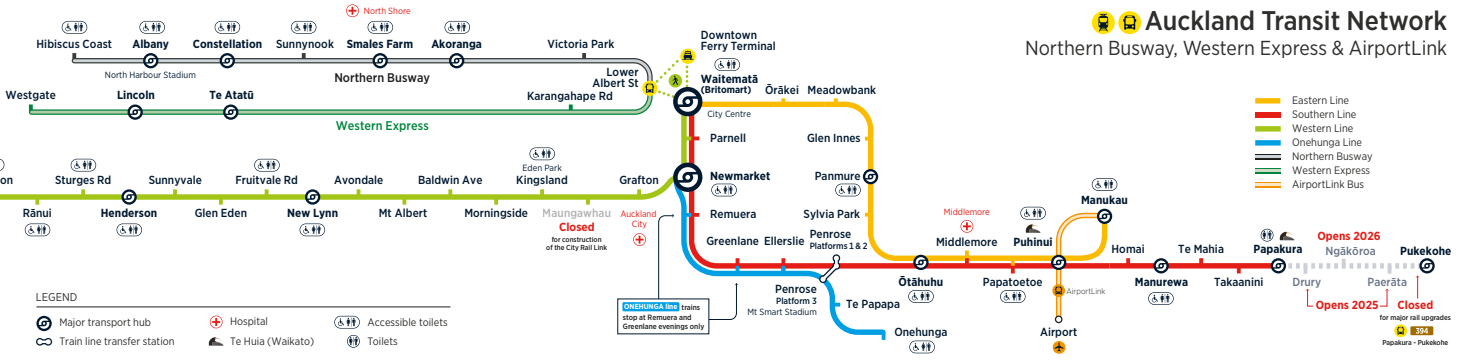 Auckland Transit Network
Northern Busway, Western Express & AirportLink
North Shore
Hibiscus Coast
Albany
Constellation
Sunnynook
Smales Farm
Akoranga
Victoria Park
North Harbour Stadium
Northern Busway
Lower
Albert St
Downtown
Ferry Terminal
Westgate
Lincoln
Te Atatū
Karangahape Rd
Western Express
Waitematā
(Britomart)
City Centre
Ōrākei
Meadowbank
Parnell
Glen Innes
Newmarket
Panmure
Remuera
Sylvia Park
Greenlane
Ellerslie
Penrose
Platforms 1 & 2
on
Sturges Rd
Sunnyvale
Fruitvale Rd
Avondale
Baldwin Ave
Eden Park
Kingsland
Grafton
Rānui
Henderson
Glen Eden
New Lynn
Mt Albert
Morningside
Maungawhau
Closed
for construction
of the City Rail Link
Auckland
City
Eastern Line
Southern Line
Western Line
Onehunga Line
Northern Busway
Western Express
AirportLink Bus
Middlemore
Middlemore
Puhinui
Manukau
Homai
Te Mahia
Papakura
Opens 2026
Ngākōroa
Pukekohe
Penrose
Platform 3
Mt Smart Stadium
Ōtāhuhu
Papatoetoe
AirportLink
Airport
Manurewa
Takaanini
Drury
Paerāta
Opens 2025
Closed
for major rail upgrades
394
Papakura - Pukekohe
Te Papapa
Onehunga
ONEHUNGA line trains
stop at Remuera and
Greenlane evenings only
LEGEND
Major transport hub
Train line transfer station
Hospital
Te Huia (Waikato)
Accessible toilets
Toilets